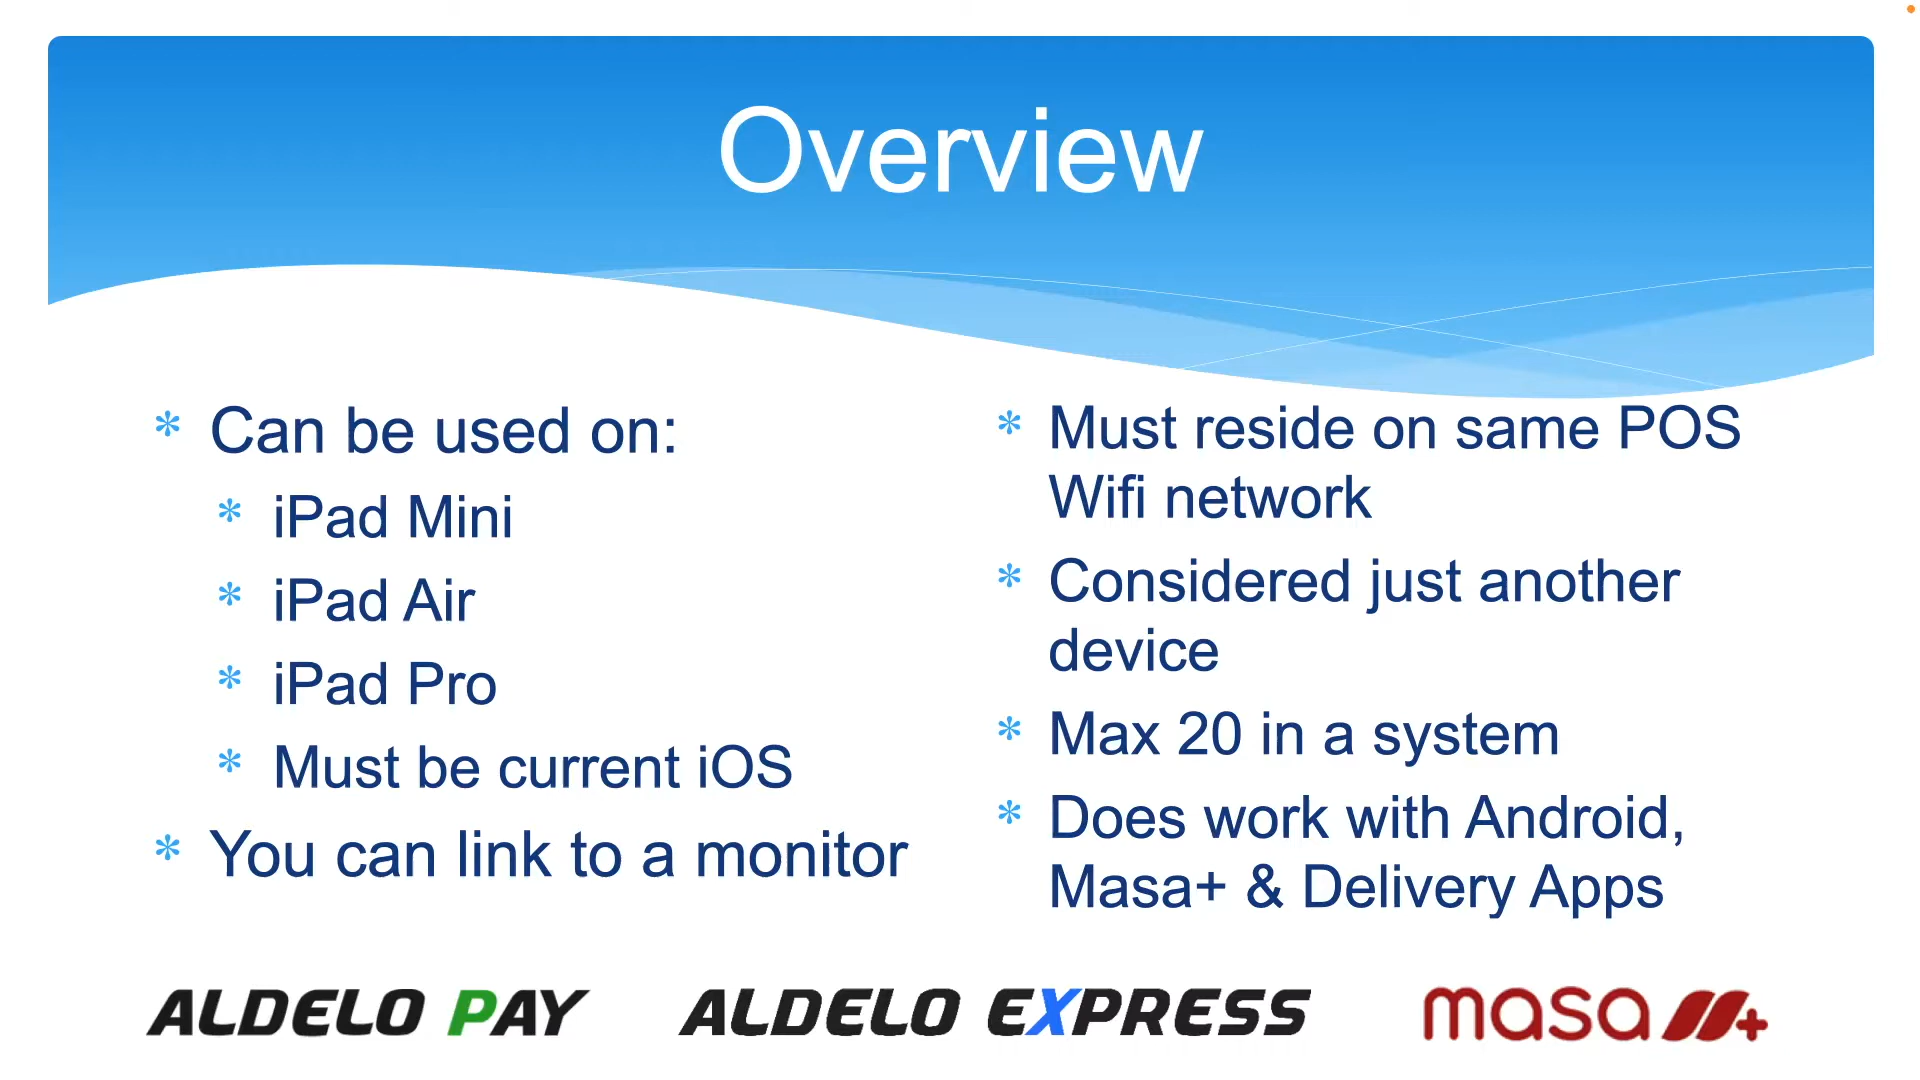 Overview
* Can be used on:
* iPad Mini
* iPad Air
* iPad Pro
* Must be current iOS
* You can link to a monitor
* Must reside on same POS
Wifi network
* Considered just another
device
* Max 20 in a system
* Does work with Android,
Masa+ & Delivery Apps
ALDELO PAY
ALDELO EXPRESS
masa+